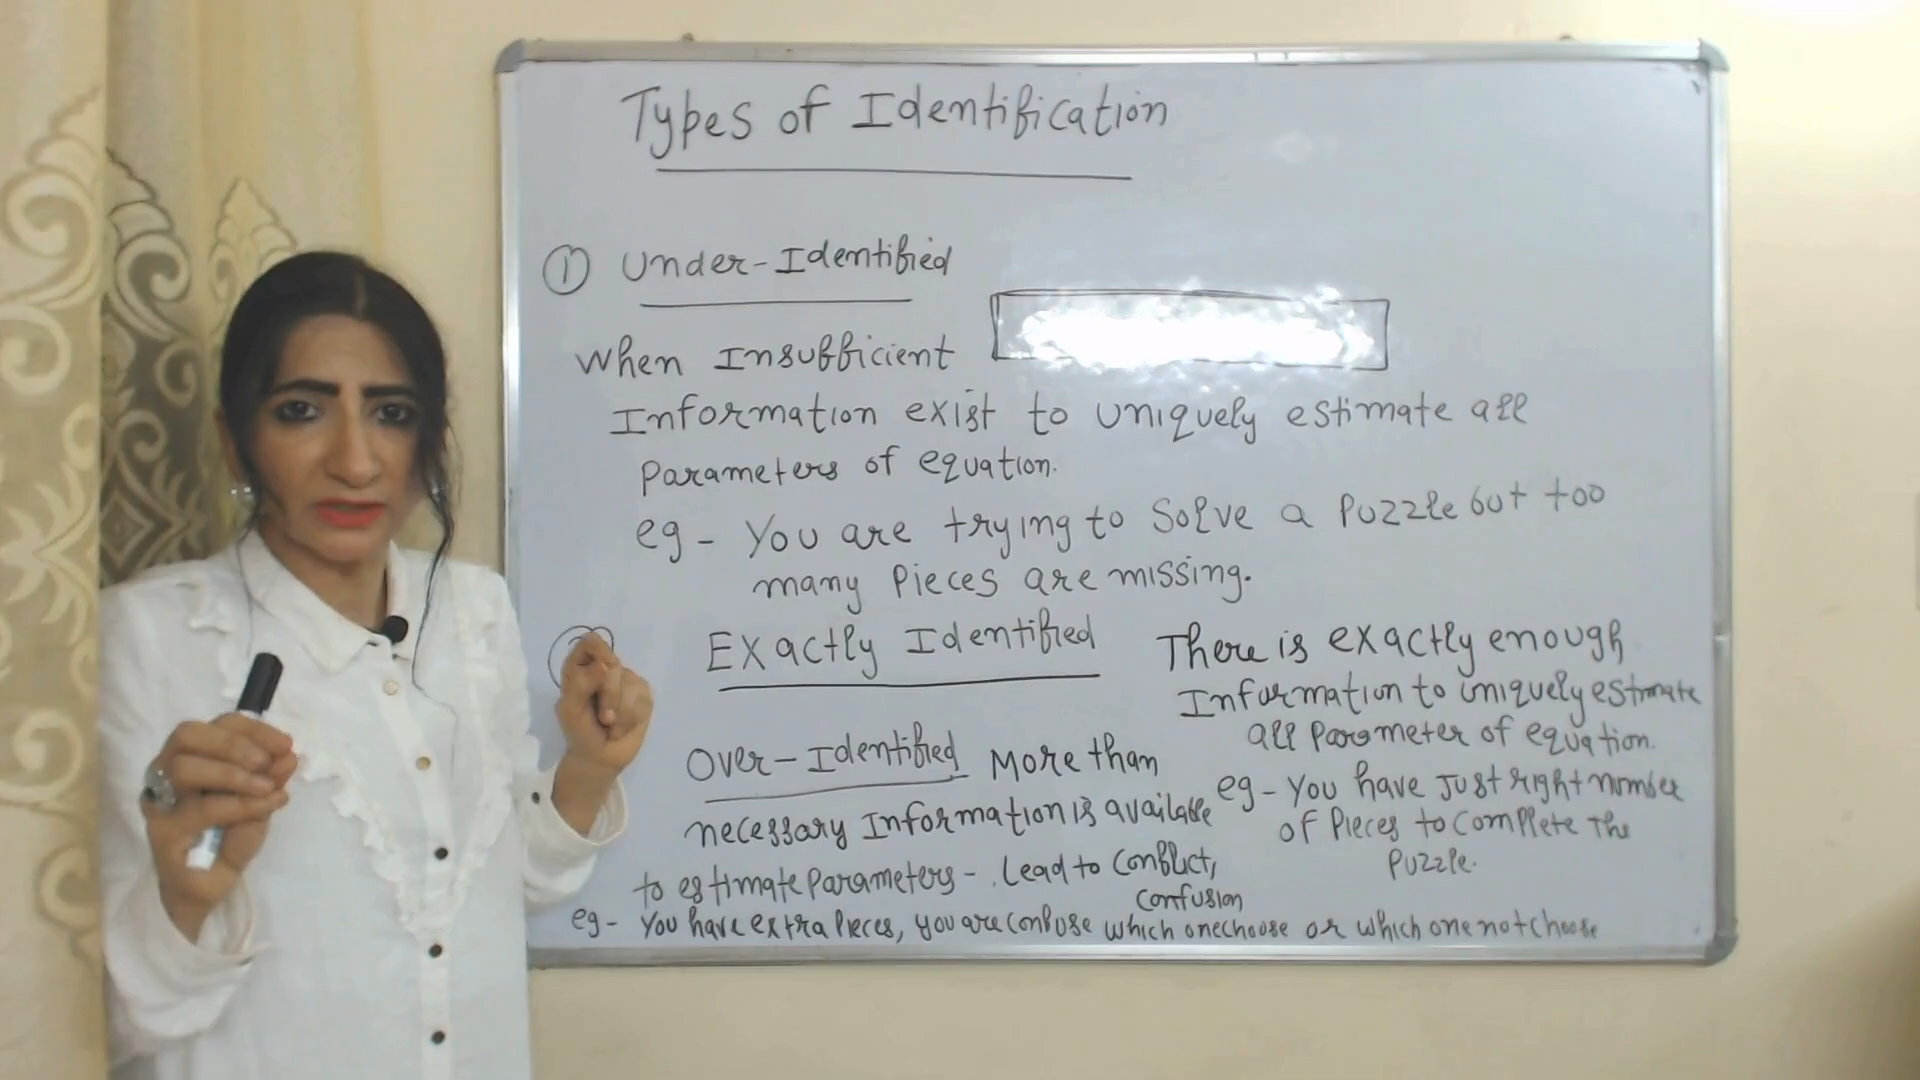 Types of Identification
① Under-Identified
When Insufficient
Information exist to uniquely estimate all
Parameters of equation.
eg - You are trying to Solve a Puzzle but too
many Pieces are missing.
Exactly Identified
There is exactly enough
Information to uniquely estimate
all Parameter of equation.
eg - You have Just right number
of Pieces to complete the
Puzzle.
Over-Identified More than
necessary Information is available
to estimate Parameters - . Lead to Conflict,
Confusion
eg - You have extra Pieces, you are confuse which one choose or which one not choose